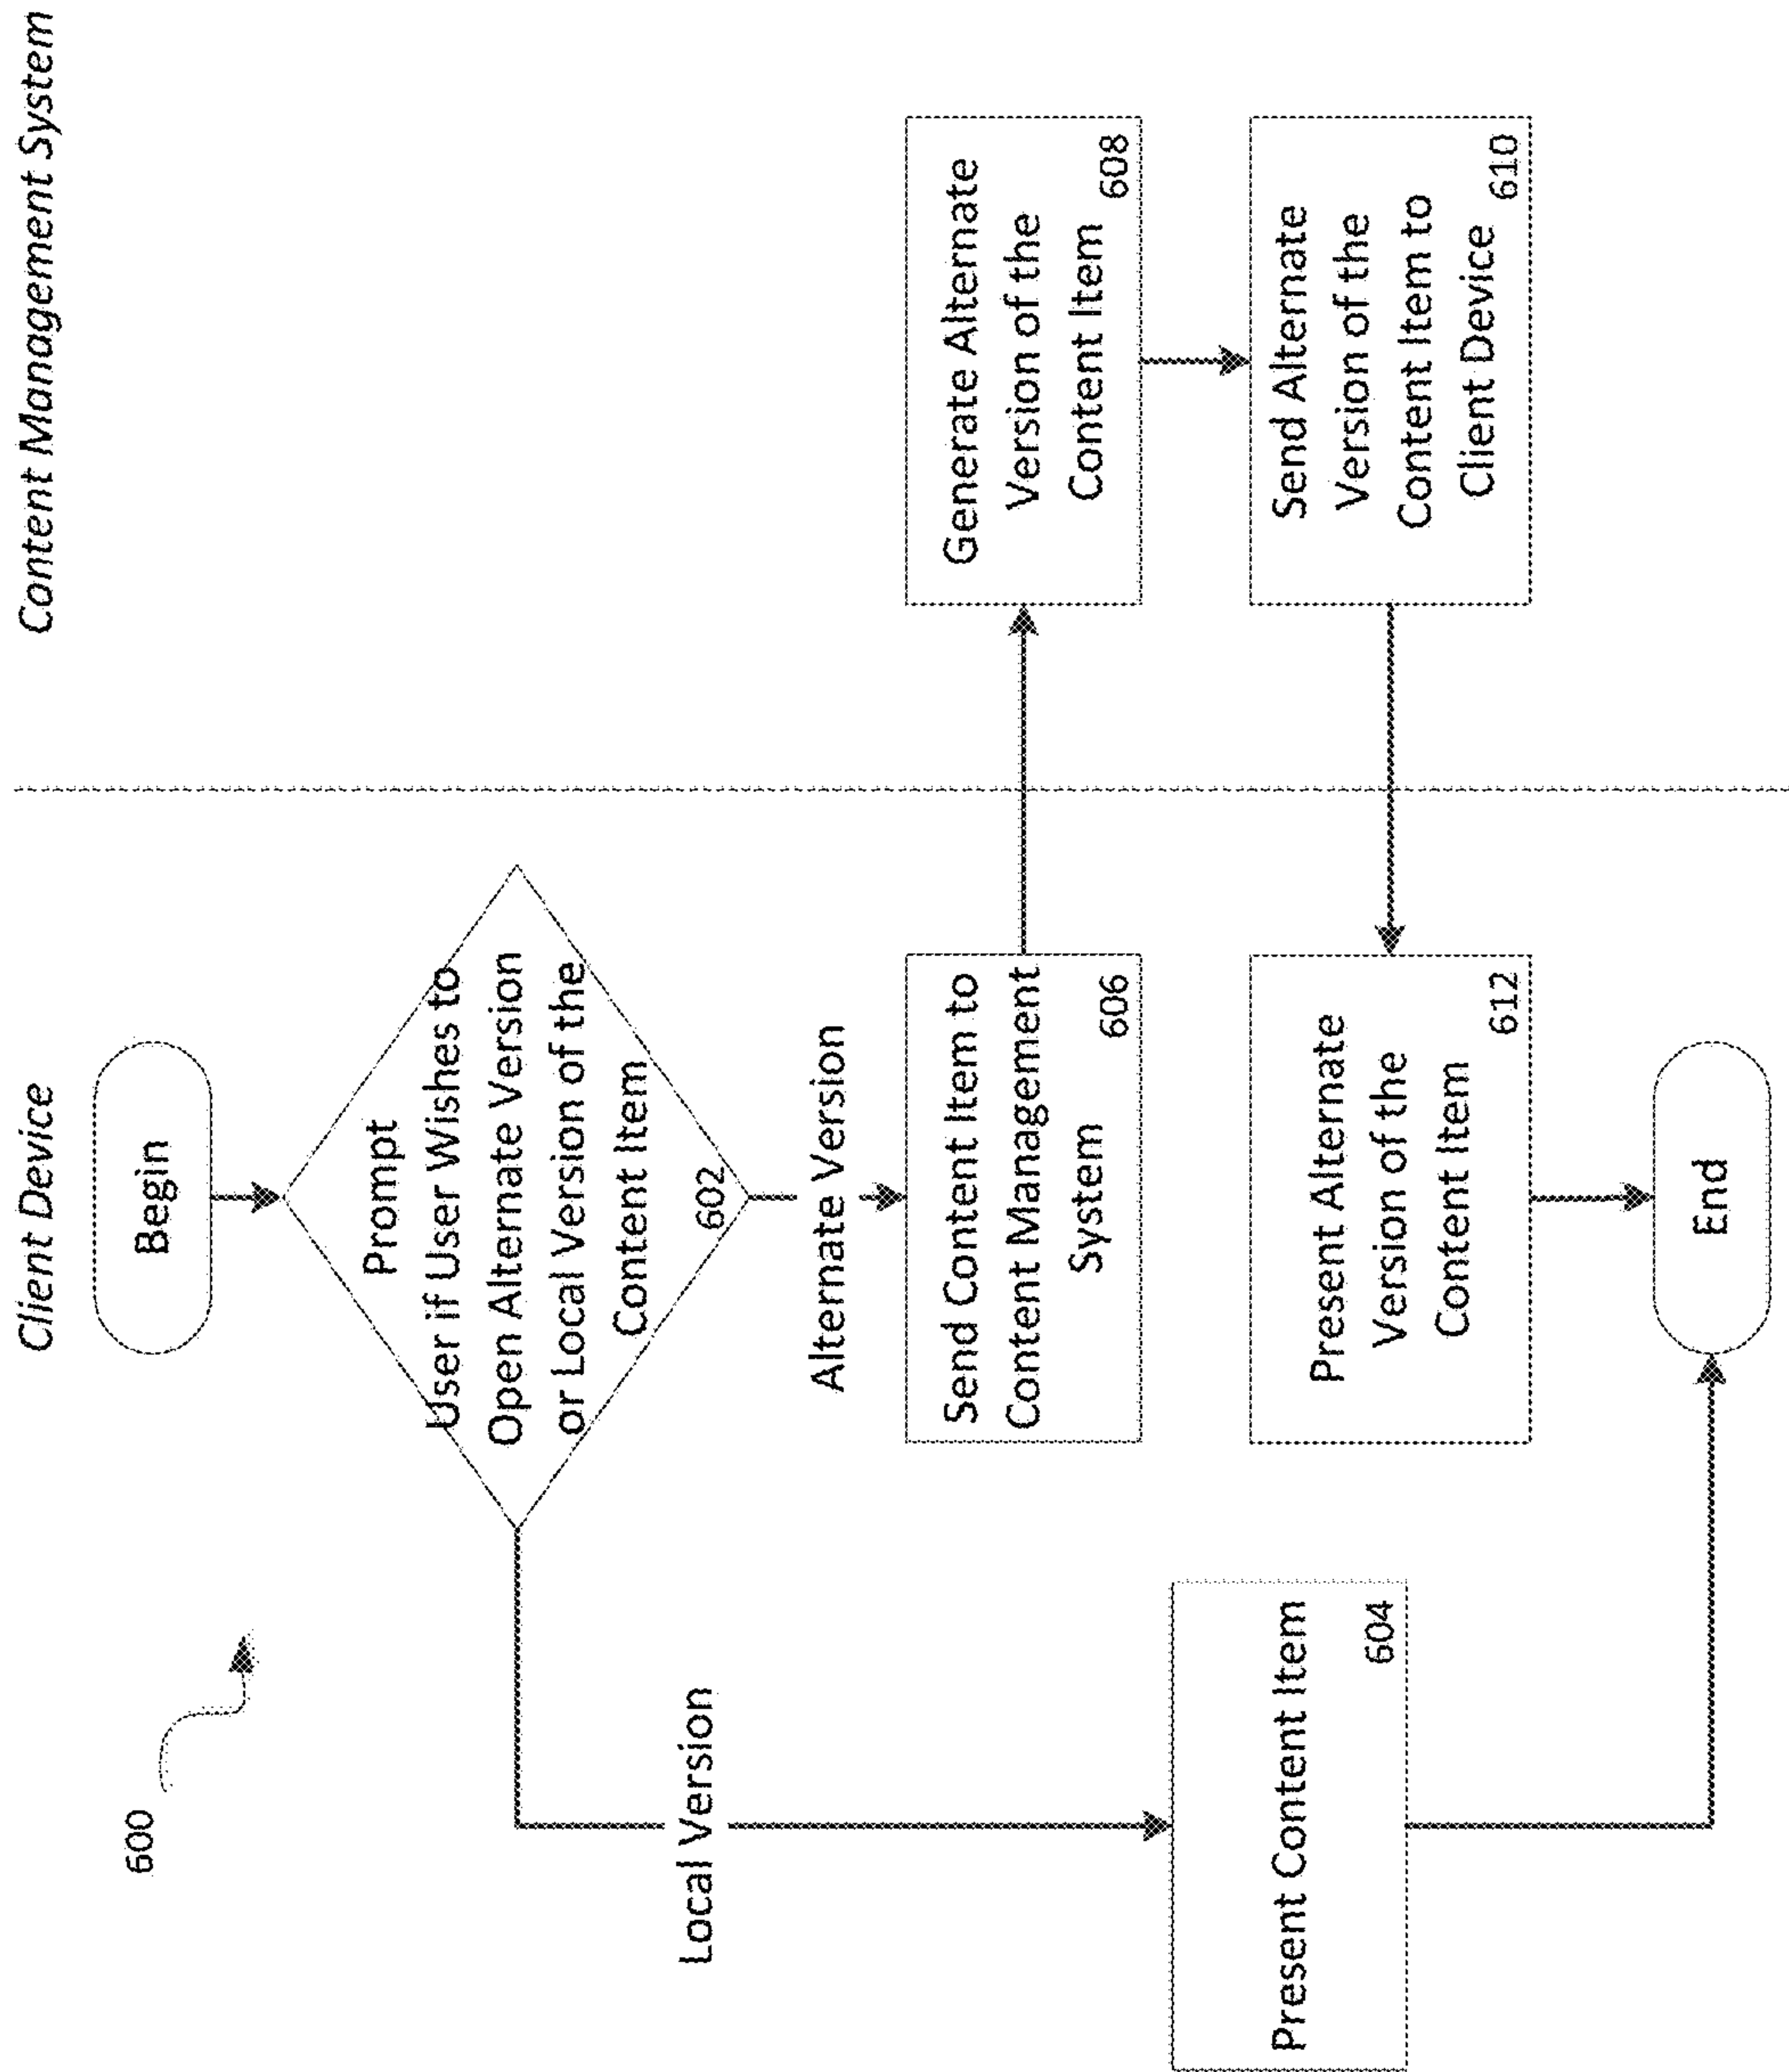 Client Device
Content Management System
600
Begin
Prompt
User if User Wishes to
Open Alternate Version
or Local Version of the
Content Item
602
Local Version
Alternate Version
Send Content Item to
Content Management
System
606
Generate Alternate
Version of the
Content Item
608
Present Content Item
604
Present Alternate
Version of the
Content Item
612
Send Alternate
Version of the
Content Item to
Client Device
610
End